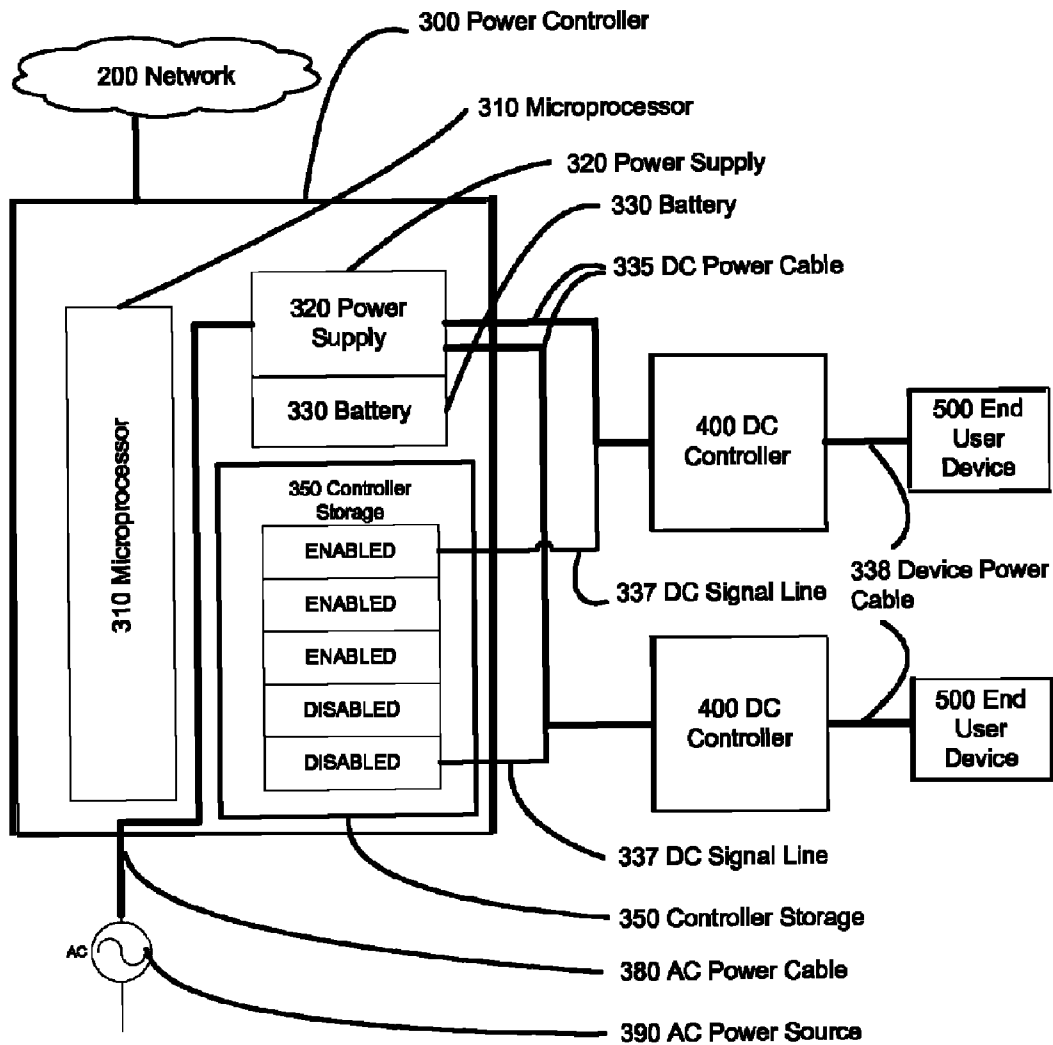 300 Power Controller
200 Network
310 Microprocessor
320 Power Supply
330 Battery
335 DC Power Cable
320 Power
Supply
330 Battery
310 Microprocessor
400 DC
Controller
500 End
User
Device
350 Controller
Storage
ENABLED
ENABLED
ENABLED
DISABLED
DISABLED
337 DC Signal Line
338 Device Power
Cable
400 DC
Controller
500 End
User
Device
337 DC Signal Line
350 Controller Storage
AC
380 AC Power Cable
390 AC Power Source